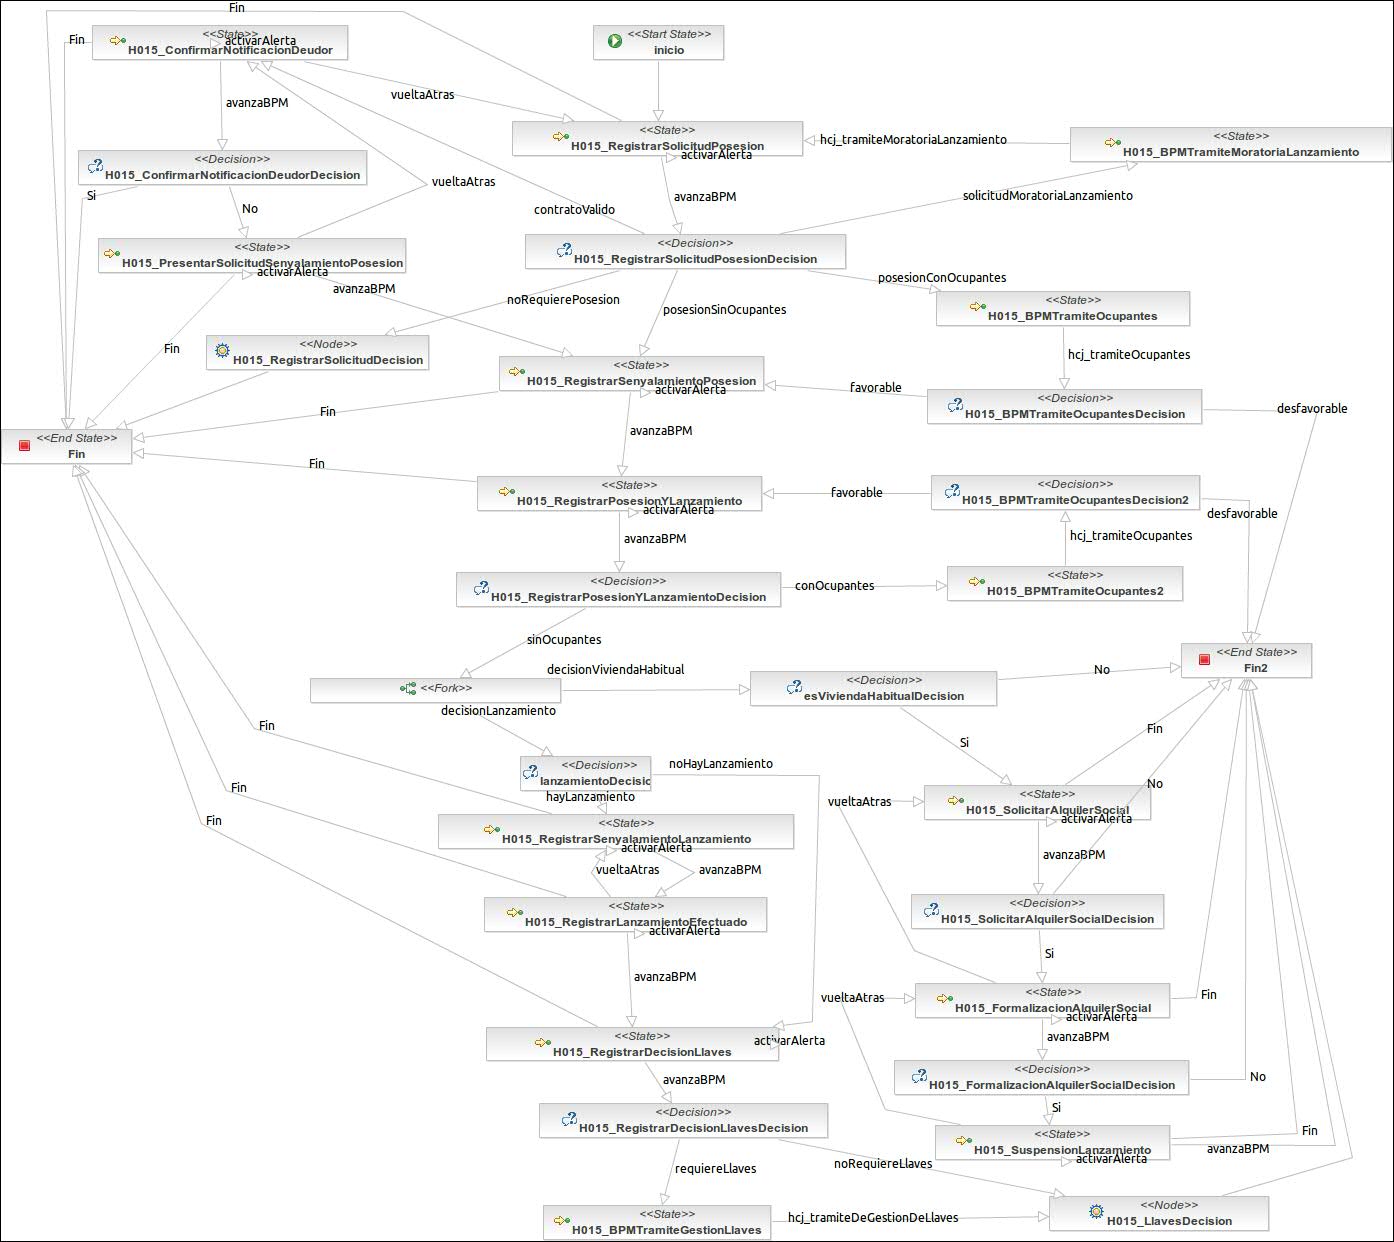 Fin
<<State>>
activarAlerta
H015_ConfirmarNotificacionDeudor
Fin
<<Start State>>
inicio
vueltaAtras
avanzaBPM
<<State>>
H015_RegistrarSolicitudPosesion
activarAlerta
hcj_tramiteMoratoriaLanzamiento
<<State>>
H015_BPMTramiteMoratoriaLanzamiento
<<Decision>>
H015_ConfirmarNotificacionDeudorDecision
Si
No
vueltaAtras
contratoValido
avanzaBPM
solicitudMoratoriaLanzamiento
<<State>>
H015_PresentarSolicitudSenyalamientoPosesion
activarAlerta
<<Decision>>
H015_RegistrarSolicitudPosesionDecision
avanzaBPM
noRequierePosesion
posesionSinOcupantes
posesionConOcupantes
<<State>>
H015_BPMTramiteOcupantes
Fin
<<Node>>
H015_RegistrarSolicitudDecision
<<State>>
H015_RegistrarSenyalamientoPosesion
activarAlerta
hcj_tramiteOcupantes
favorable
<<Decision>>
H015_BPMTramiteOcupantesDecision
desfavorable
Fin
<<End State>>
Fin
avanzaBPM
Fin
<<State>>
H015_RegistrarPosesionYLanzamiento
activarAlerta
favorable
<<Decision>>
H015_BPMTramiteOcupantesDecision2
desfavorable
avanzaBPM
hcj_tramiteOcupantes
<<Decision>>
H015_RegistrarPosesionYLanzamientoDecision
conOcupantes
<<State>>
H015_BPMTramiteOcupantes2
sinOcupantes
<<End State>>
Fin2
<<Fork>>
decisionViviendaHabitual
<<Decision>>
esViviendaHabitualDecision
No
decisionLanzamiento
Fin
Si
Fin
<<Decision>>
lanzamientoDecisic
noHayLanzamiento
hayLanzamiento
Fin
vueltaAtras
<<State>>
H015_SolicitarAlquilerSocial
activarAlerta
No
Fin
<<State>>
H015_RegistrarSenyalamientoLanzamiento
activarAlerta
vueltaAtras
avanzaBPM
avanzaBPM
<<State>>
H015_RegistrarLanzamientoEfectuado
activarAlerta
<<Decision>>
H015_SolicitarAlquilerSocialDecision
Si
avanzaBPM
vueltaAtras
<<State>>
H015_FormalizacionAlquilerSocial
activarAlerta
Fin
<<State>>
H015_RegistrarDecisionLlaves
activarAlerta
avanzaBPM
avanzaBPM
<<Decision>>
H015_FormalizacionAlquilerSocialDecision
No
Si
<<Decision>>
H015_RegistrarDecisionLlavesDecision
<<State>>
H015_SuspensionLanzamiento
activarAlerta
Fin
avanzaBPM
requiereLlaves
noRequiereLlaves
<<State>>
H015_BPMTramiteGestionLlaves
hcj_tramiteDeGestionDeLlaves
<<Node>>
H015_LlavesDecision